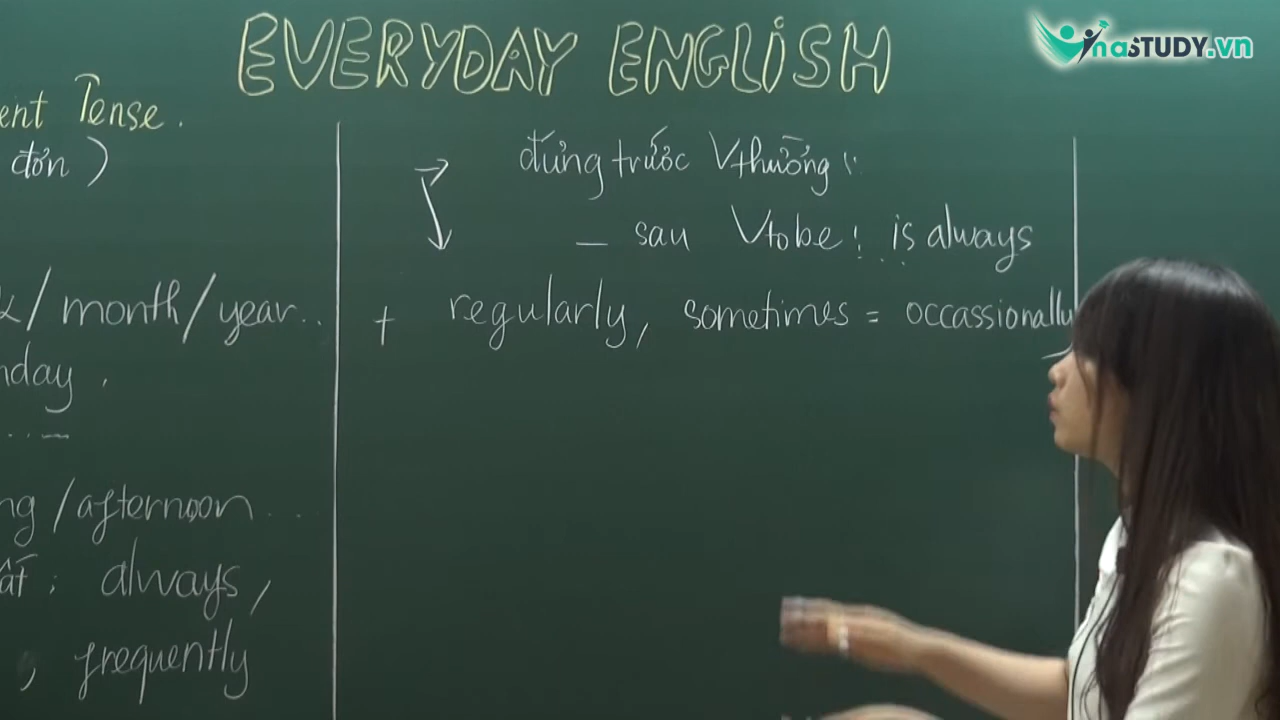 EVERYDAY ENGLISH
VinaSTUDY.vn
ent Tense.
đơn )
/ month / year...
nday .
ng / afternoon ...
ất : always,
, frequently
đứng trước Vthường:
– sau Vtobe : is always
+ regularly, sometimes = occassionally